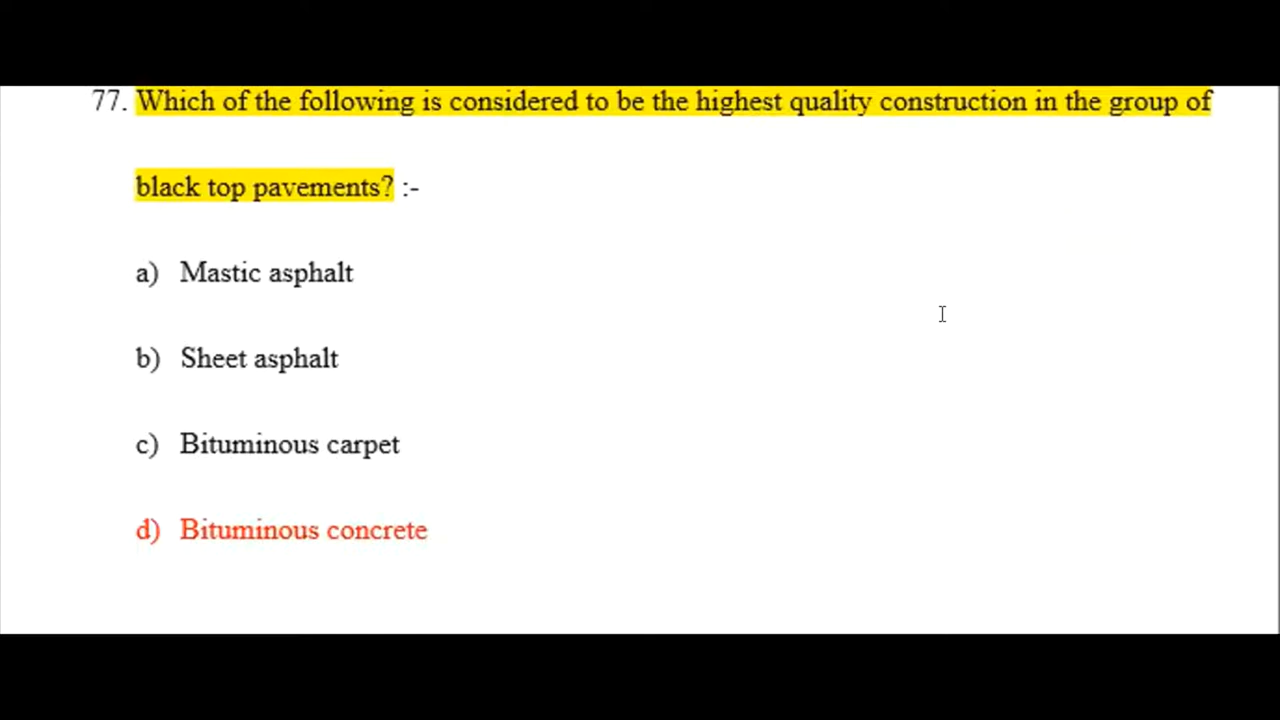 77. Which of the following is considered to be the highest quality construction in the group of
black top pavements? :-
a) Mastic asphalt
b) Sheet asphalt
c) Bituminous carpet
d) Bituminous concrete